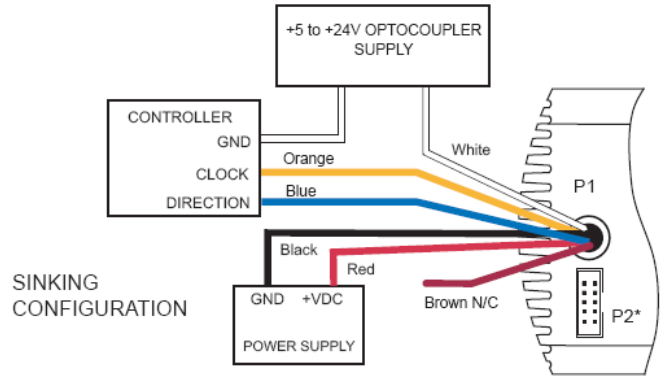 +5 to +24V OPTOCOUPLER
SUPPLY
CONTROLLER
GND
CLOCK
DIRECTION
Orange
Blue
White
P1
Black
Red
Brown N/C
P2*
SINKING
CONFIGURATION
GND +VDC
POWER SUPPLY